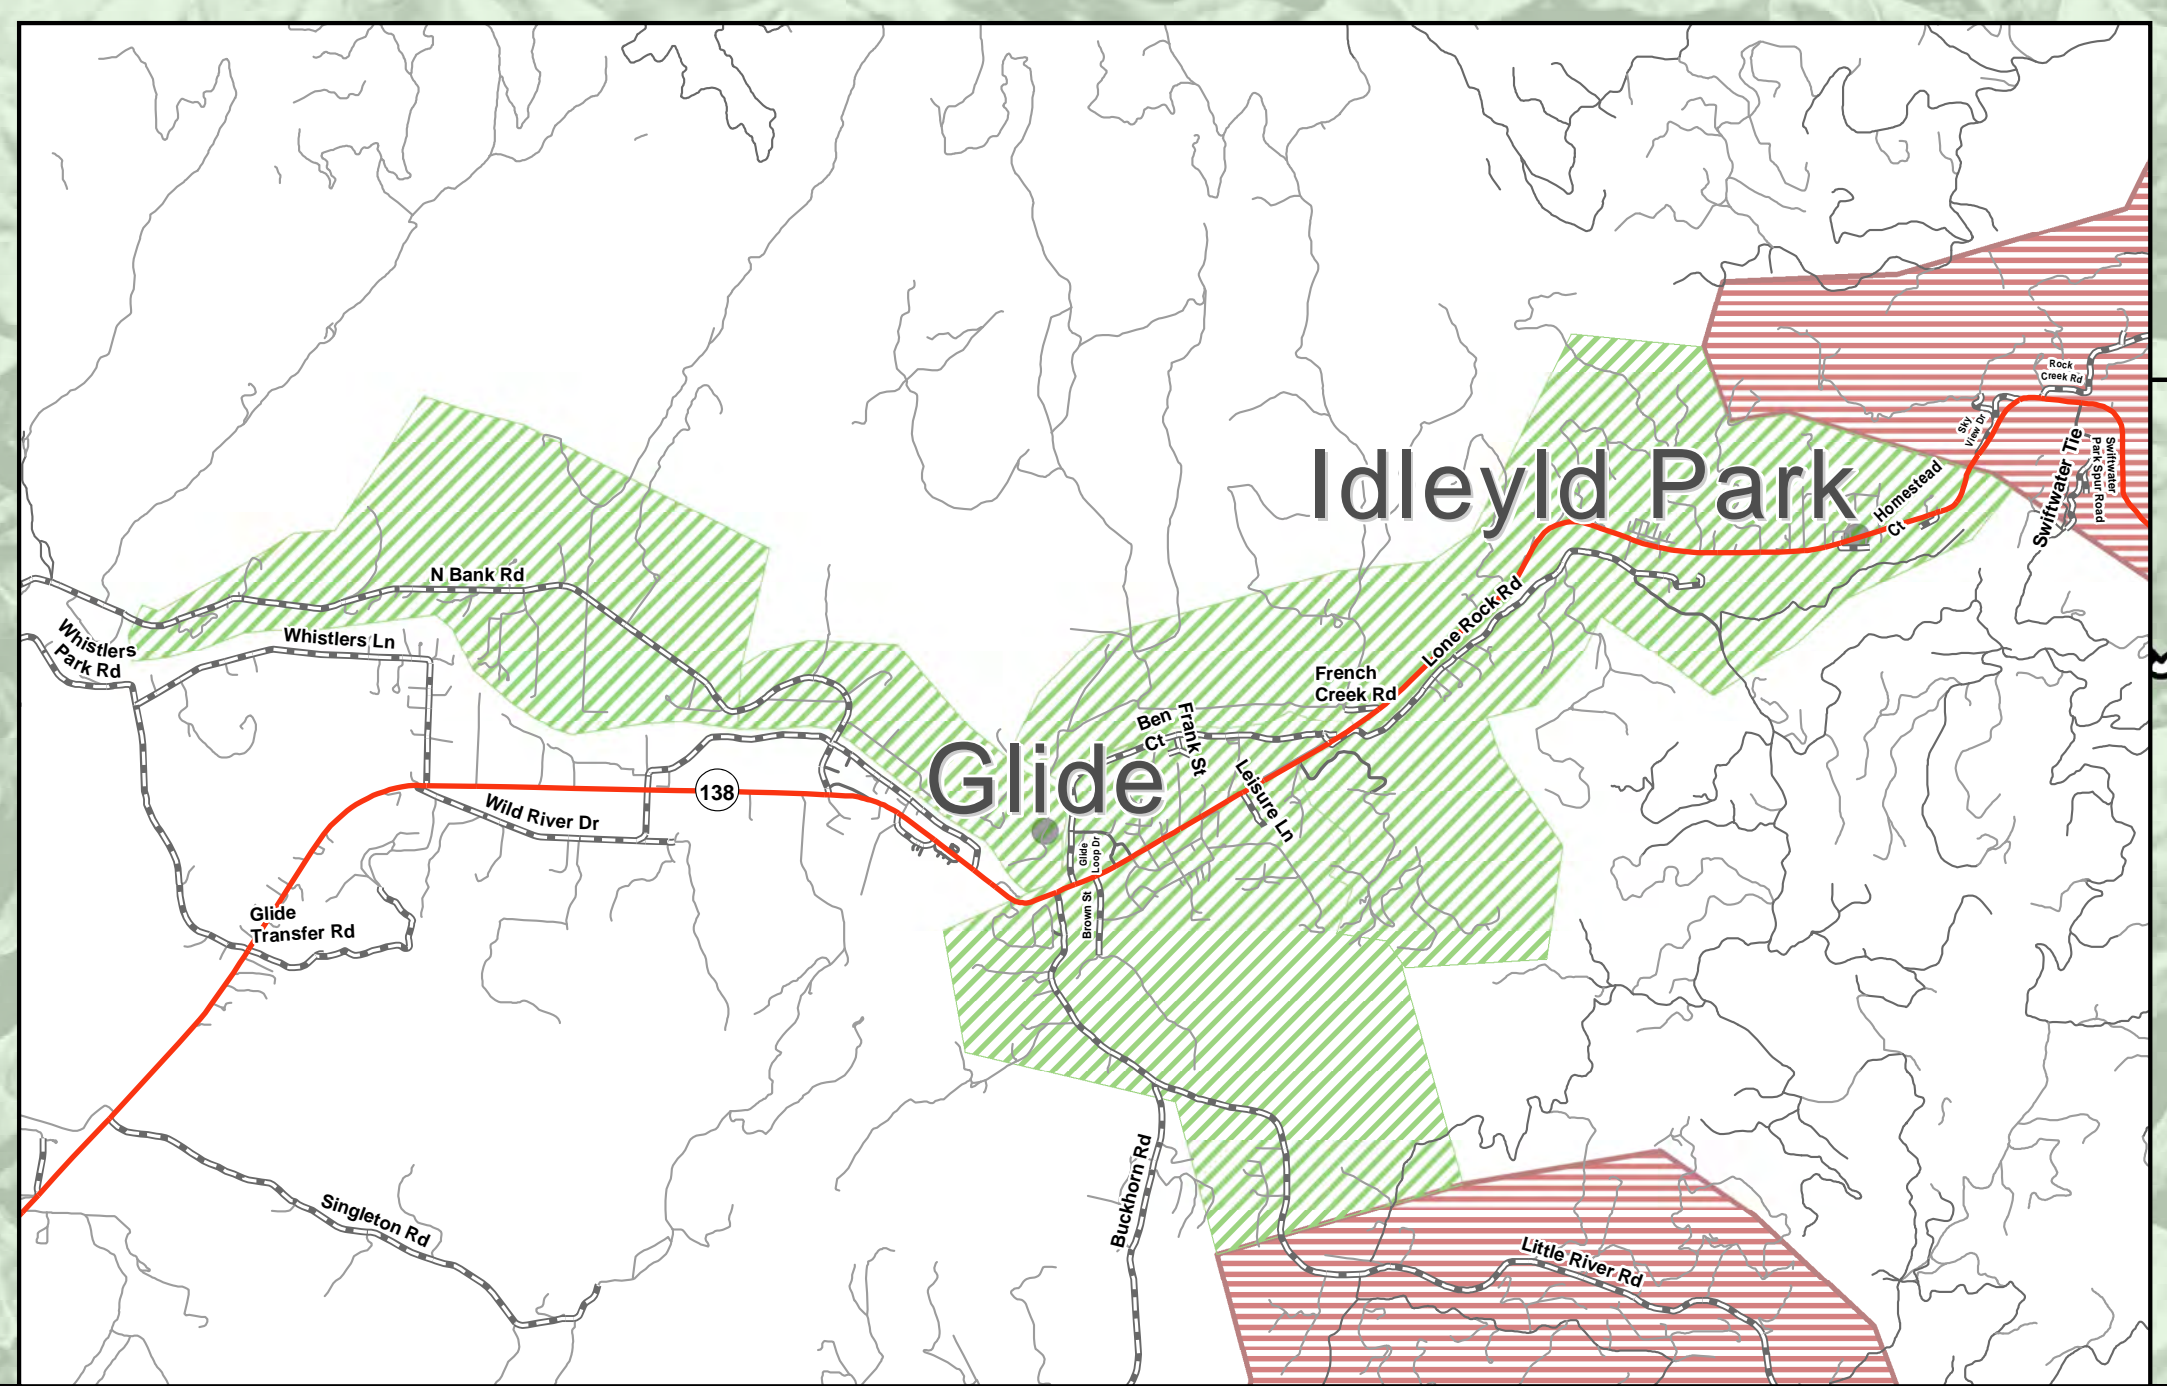 Rock
Creek Rd
Sky
View Dr
Swiftwater Tie
Swiftwater
Park Spur Road
Idleyld Park
Homestead
Ct
N Bank Rd
Whistlers
Park Rd
Whistlers Ln
Lone Rock Rd
French
Creek Rd
Ben
Ct
Frank St
Glide
Leisure Ln
138
Wild River Dr
Glide
Loop Dr
Brown St
Glide
Transfer Rd
Singleton Rd
Buckhorn Rd
Little River Rd